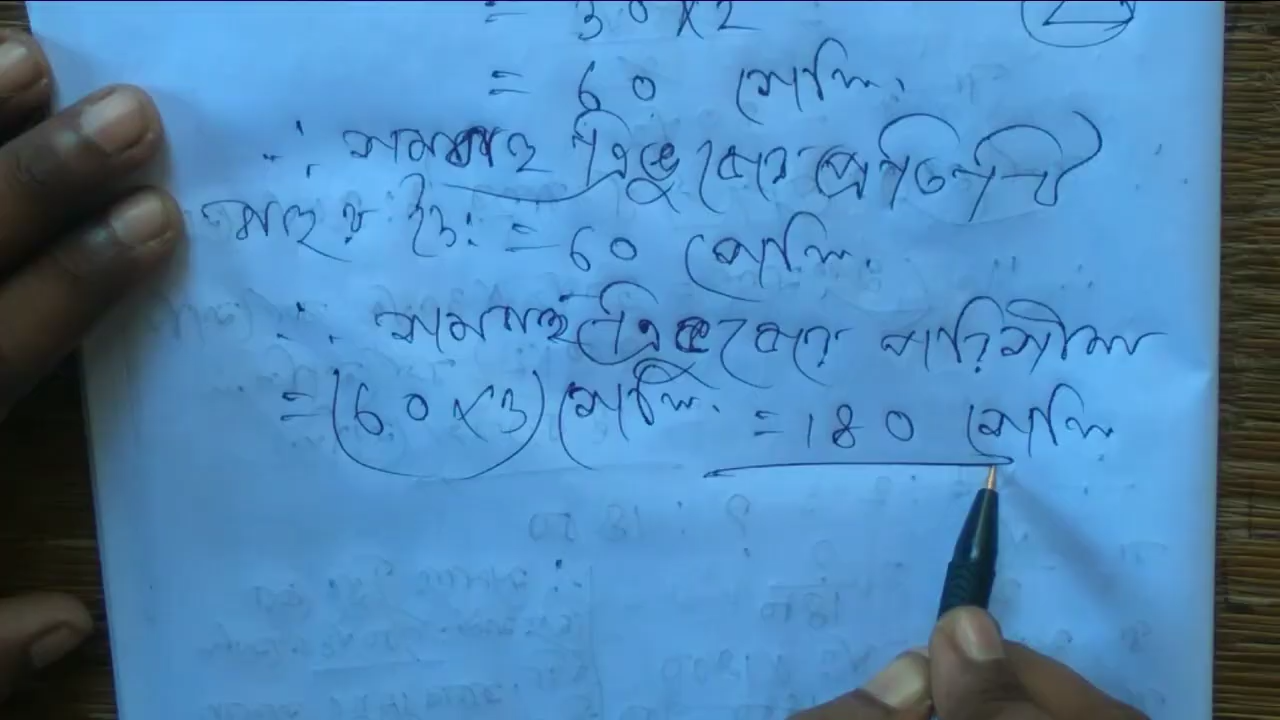 = 30 × 2
= 60 সেমি.
∴ সমবাহু ত্রিভুজের প্রতিটি
বাহুর দৈ: = 60 সেমি.
∴ সমবাহু ত্রিভুজের পরিসীমা
= (60 × 3) সেমি. = 180 সেমি